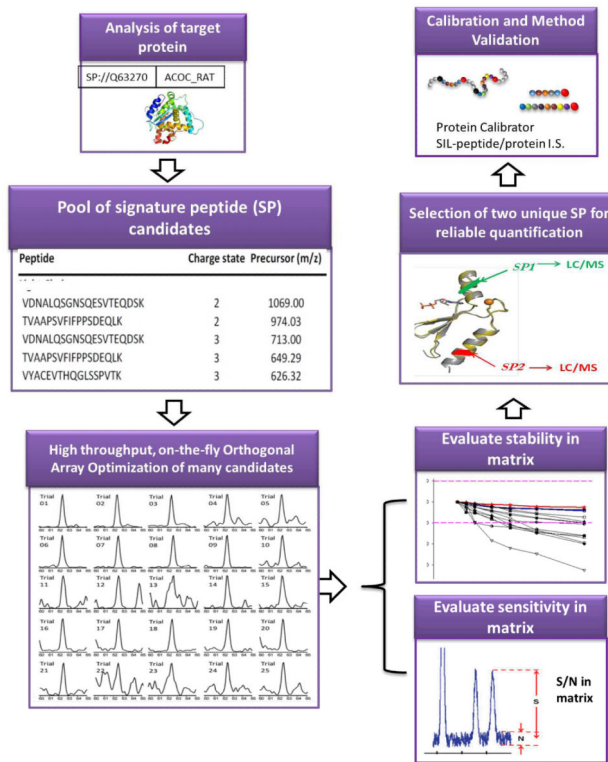 Analysis of target
protein
SP://Q63270 ACOC_RAT
Pool of signature peptide (SP)
candidates
Peptide Charge state Precursor (m/z)
VDNALQSGNSQESVTEQDSK 2 1069.00
TVAAPSVFIFPPSDEQLK 2 974.03
VDNALQSGNSQESVTEQDSK 3 713.00
TVAAPSVFIFPPSDEQLK 3 649.29
VYACEVTHQGLSSPVTK 3 626.32
High throughput, on-the-fly Orthogonal
Array Optimization of many candidates
Trial Trial Trial Trial Trial
01 02 03 04 05
Trial Trial Trial Trial Trial
06 07 08 09 10
Trial Trial Trial Trial Trial
11 12 13 14 15
Trial Trial Trial Trial Trial
16 17 18 19 20
Trial Trial Trial Trial Trial
21 22 23 24 25
Calibration and Method
Validation
Protein Calibrator
SIL-peptide/protein I.S.
Selection of two unique SP for
reliable quantification
SP1 LC/MS
SP2 LC/MS
Evaluate stability in
matrix
Evaluate sensitivity in
matrix
S/N in
matrix
S
N